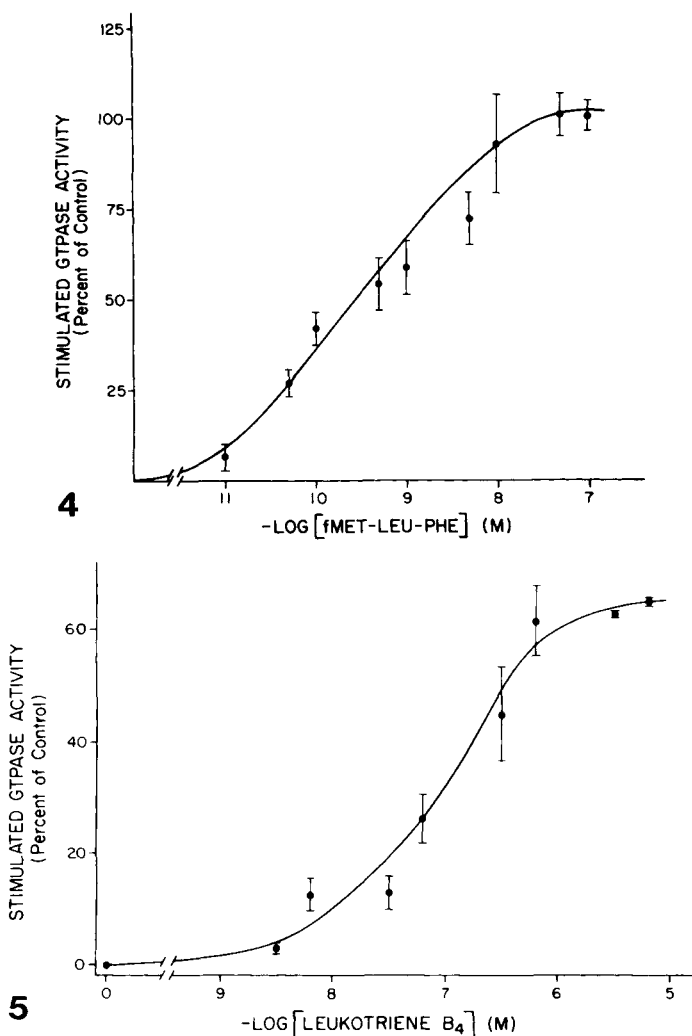 125
100
75
50
25
STIMULATED GTPASE ACTIVITY
(Percent of Control)
11 10 9 8 7
4
-LOG [fMET-LEU-PHE] (M)
60
40
20
0
STIMULATED GTPASE ACTIVITY
(Percent of Control)
0 9 8 7 6 5
5
-LOG [LEUKOTRIENE B₄] (M)